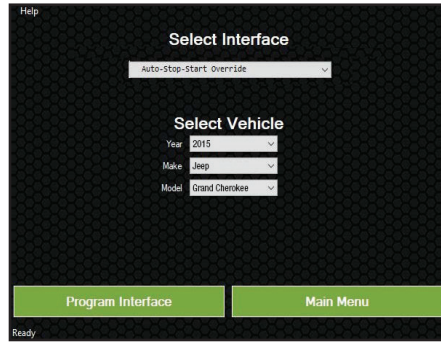 Help
Select Interface
Auto-Stop-Start Override
Select Vehicle
Year 2015
Make Jeep
Model Grand Cherokee
Program Interface Main Menu
Ready